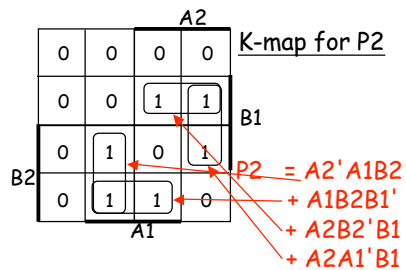 A2
K-map for P2
0 0 0 0
0 0 1 1
B1
0 1 0 1
B2
P2 = A2'A1B2
0 1 1 0
+ A1B2B1'
A1
+ A2B2'B1
+ A2A1'B1